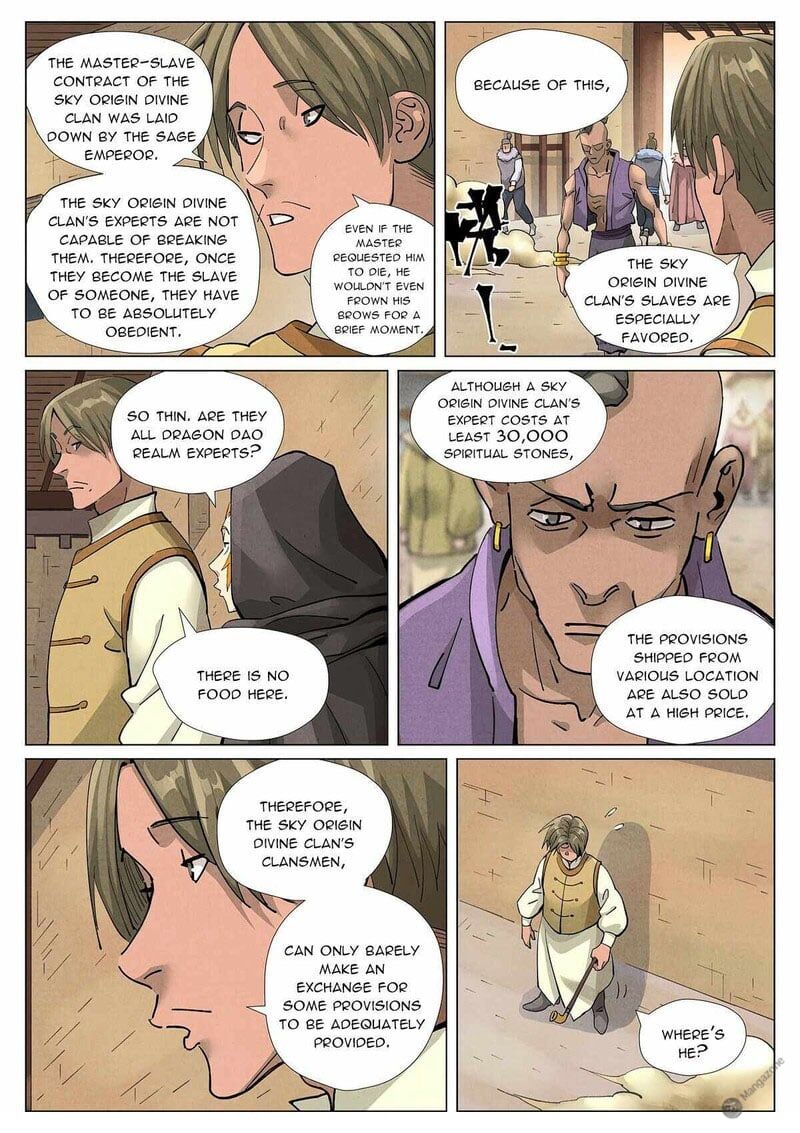 THE MASTER-SLAVE
CONTRACT OF THE
SKY ORIGIN DIVINE
CLAN WAS LAID
DOWN BY THE SAGE
EMPEROR.
THE SKY ORIGIN DIVINE
CLAN'S EXPERTS ARE NOT
CAPABLE OF BREAKING
THEM. THEREFORE, ONCE
THEY BECOME THE SLAVE
OF SOMEONE, THEY HAVE
TO BE ABSOLUTELY
OBEDIENT.
EVEN IF THE
MASTER
REQUESTED HIM
TO DIE, HE
WOULDN'T EVEN
FROWN HIS
BROWS FOR A
BRIEF MOMENT.
BECAUSE OF THIS,
THE SKY
ORIGIN DIVINE
CLAN'S SLAVES ARE
ESPECIALLY
FAVORED.
SO THIN. ARE THEY
ALL DRAGON DAO
REALM EXPERTS?
THERE IS NO
FOOD HERE.
ALTHOUGH A SKY
ORIGIN DIVINE CLAN'S
EXPERT COSTS AT
LEAST 30,000
SPIRITUAL STONES,
THE PROVISIONS
SHIPPED FROM
VARIOUS LOCATION
ARE ALSO SOLD
AT A HIGH PRICE.
THEREFORE,
THE SKY ORIGIN
DIVINE CLAN'S
CLANSMEN,
CAN ONLY BARELY
MAKE AN
EXCHANGE FOR
SOME PROVISIONS
TO BE ADEQUATELY
PROVIDED.
WHERE'S
HE?
Mangazone